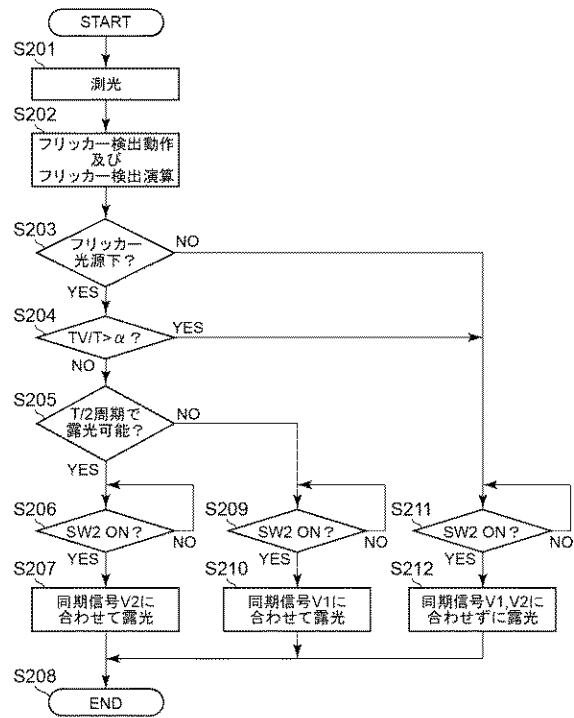 START
S201
測光
S202
フリッカー検出動作
及び
フリッカー検出演算
S203
フリッカー
光源下?
NO
YES
S204
TV/T>α?
YES
NO
S205
T/2周期で
露光可能?
NO
YES
S206
SW2 ON?
NO
YES
S209
SW2 ON?
NO
YES
S211
SW2 ON?
NO
YES
S207
同期信号V2に
合わせて露光
S210
同期信号V1に
合わせて露光
S212
同期信号V1,V2に
合わせずに露光
S208
END